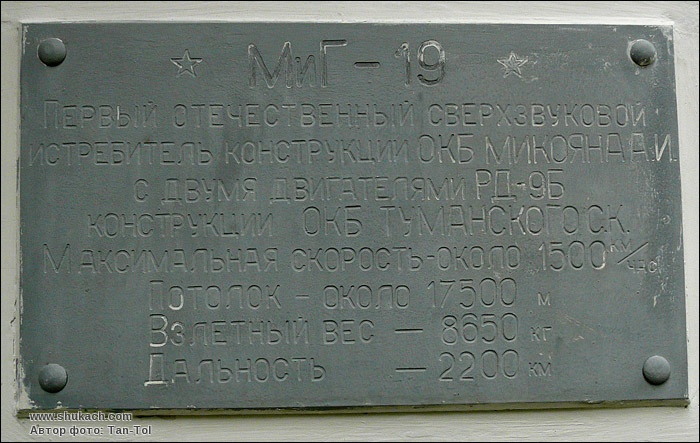 ☆ МиГ - 19 ☆
Первый отечественный сверхзвуковой
истребитель конструкции ОКБ Микояна А.И.
с двумя двигателями РД-9Б
конструкции ОКБ Туманского С.К.
Максимальная скорость-около 1500 км/час
Потолок - около 17500 м
Взлетный вес — 8650 кг
Дальность — 2200 км
www.shukach.com
Автор фото: Tan-Tol